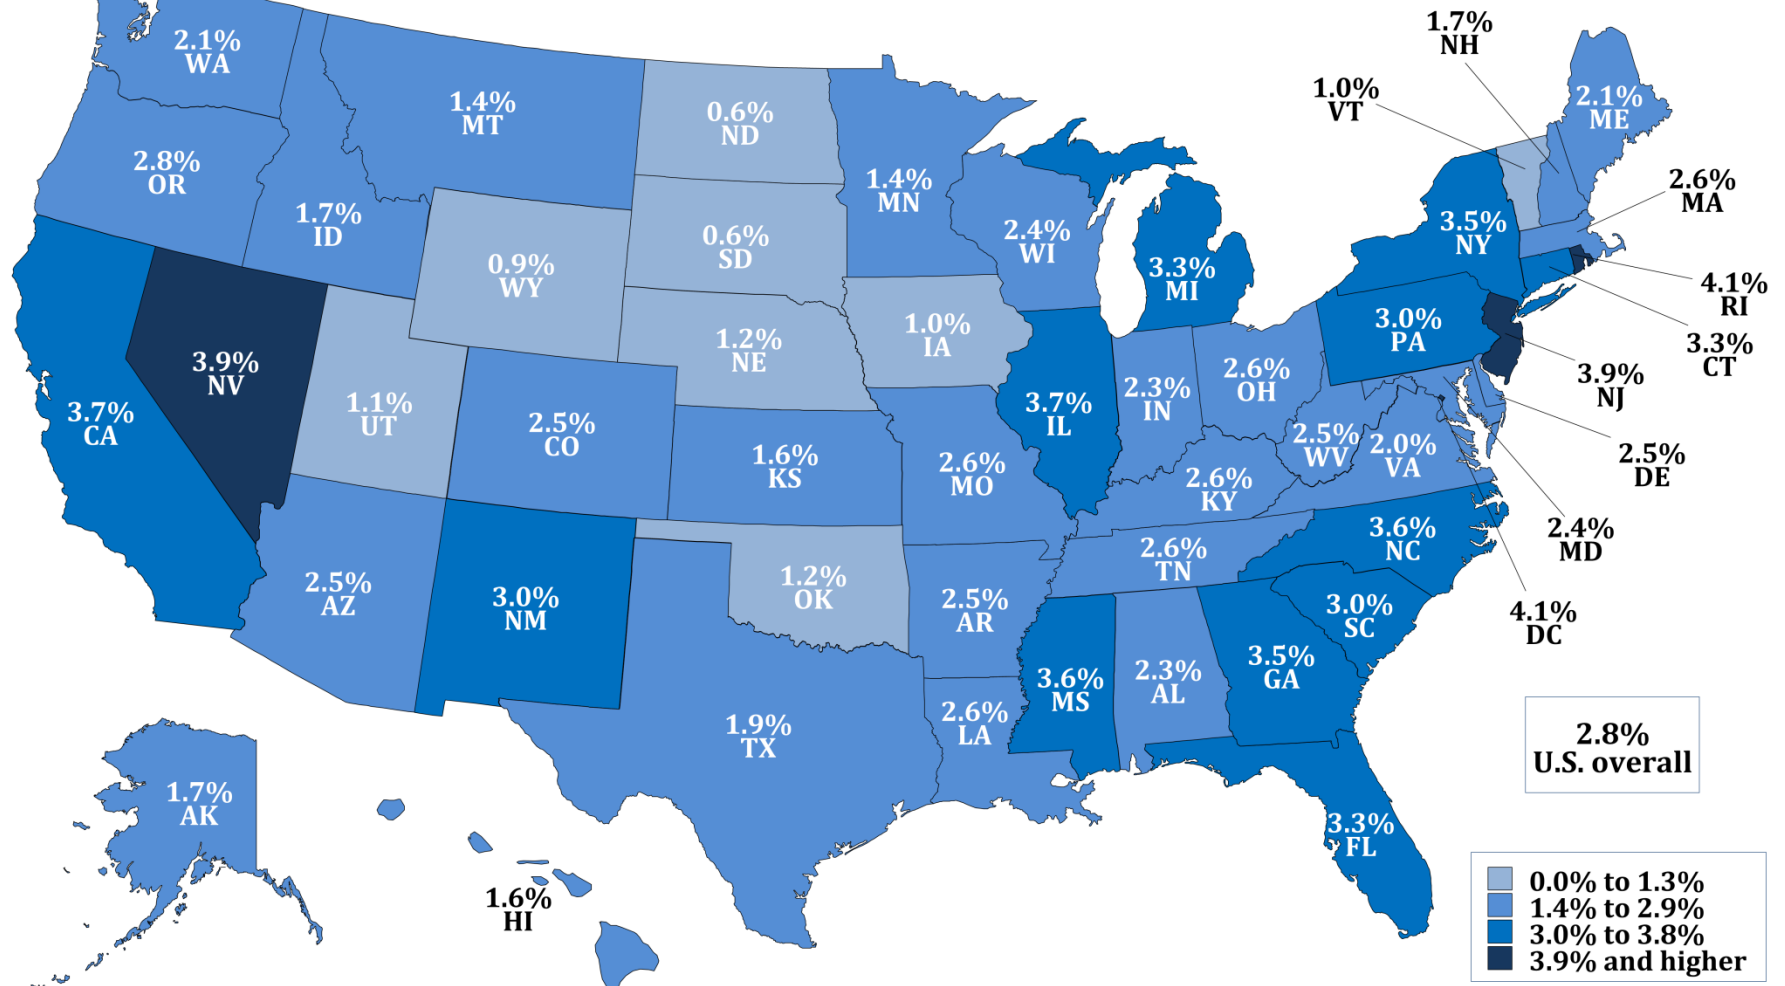 2.1%
WA
2.8%
OR
1.7%
ID
1.4%
MT
0.6%
ND
0.6%
SD
0.9%
WY
1.2%
NE
1.4%
MN
2.4%
WI
1.0%
IA
3.3%
MI
1.7%
NH
1.0%
VT
2.1%
ME
2.6%
MA
3.5%
NY
4.1%
RI
3.3%
CT
3.9%
NJ
3.0%
PA
2.5%
DE
2.4%
MD
4.1%
DC
3.7%
CA
3.9%
NV
1.1%
UT
2.5%
CO
1.6%
KS
2.6%
MO
3.7%
IL
2.3%
IN
2.6%
OH
2.5%
WV
2.0%
VA
2.6%
KY
2.6%
TN
3.6%
NC
3.0%
SC
2.5%
AZ
3.0%
NM
1.2%
OK
2.5%
AR
3.6%
MS
2.3%
AL
3.5%
GA
1.9%
TX
2.6%
LA
3.3%
FL
1.7%
AK
1.6%
HI
2.8%
U.S. overall
0.0% to 1.3%
1.4% to 2.9%
3.0% to 3.8%
3.9% and higher